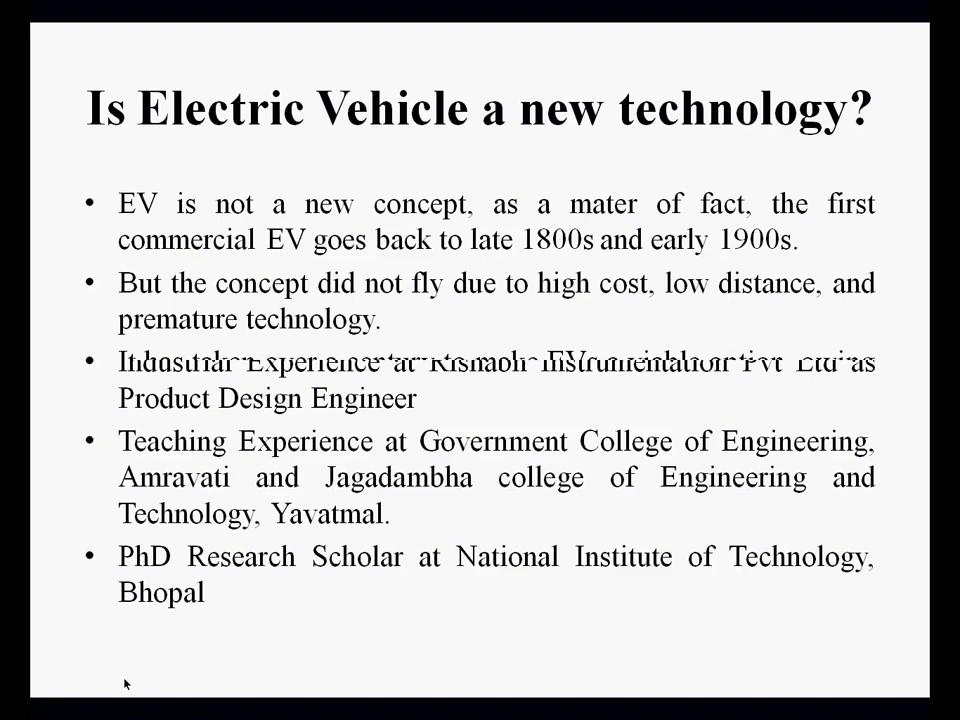 Is Electric Vehicle a new technology?
• EV is not a new concept, as a mater of fact, the first
commercial EV goes back to late 1800s and early 1900s.
• But the concept did not fly due to high cost, low distance, and
premature technology.
• Experience at Rishabh Instrumentation Pvt Ltd as
Product Design Engineer
• Teaching Experience at Government College of Engineering,
Amravati and Jagadambha college of Engineering and
Technology, Yavatmal.
• PhD Research Scholar at National Institute of Technology,
Bhopal